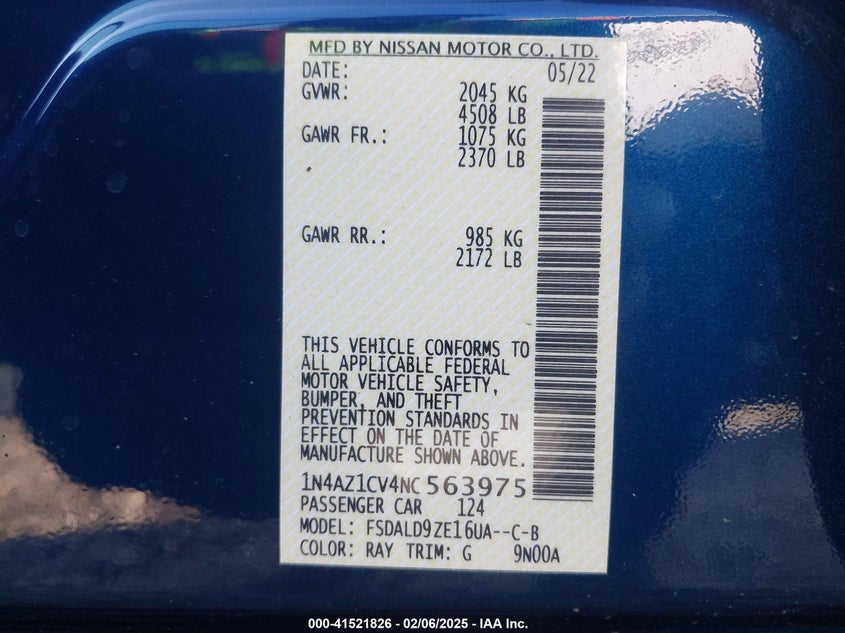 MFD BY NISSAN MOTOR CO., LTD.
DATE: 05/22
GVWR: 2045 KG
4508 LB
GAWR FR.: 1075 KG
2370 LB
GAWR RR.: 985 KG
2172 LB
THIS VEHICLE CONFORMS TO
ALL APPLICABLE FEDERAL
MOTOR VEHICLE SAFETY,
BUMPER, AND THEFT
PREVENTION STANDARDS IN
EFFECT ON THE DATE OF
MANUFACTURE SHOWN ABOVE.
1N4AZ1CV4NC563975
PASSENGER CAR 124
MODEL: FSDALD9ZE16UA--C-B
COLOR: RAY TRIM: G 9N00A
000-41521826 - 02/06/2025 - IAA Inc.